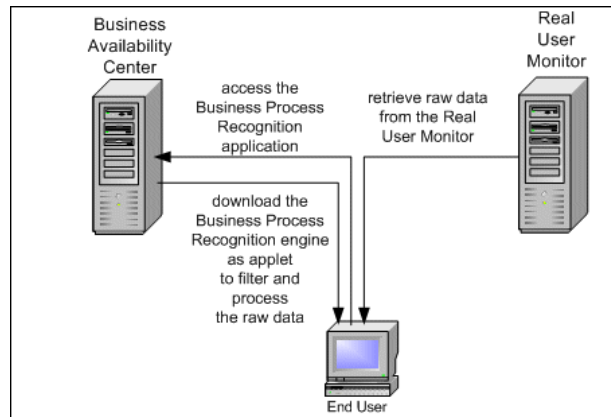 Business
Availability
Center
Real
User
Monitor
access the
Business Process
Recognition
application
retrieve raw data
from the Real
User Monitor
download the
Business Process
Recognition engine
as applet
to filter and
process
the raw data
End User